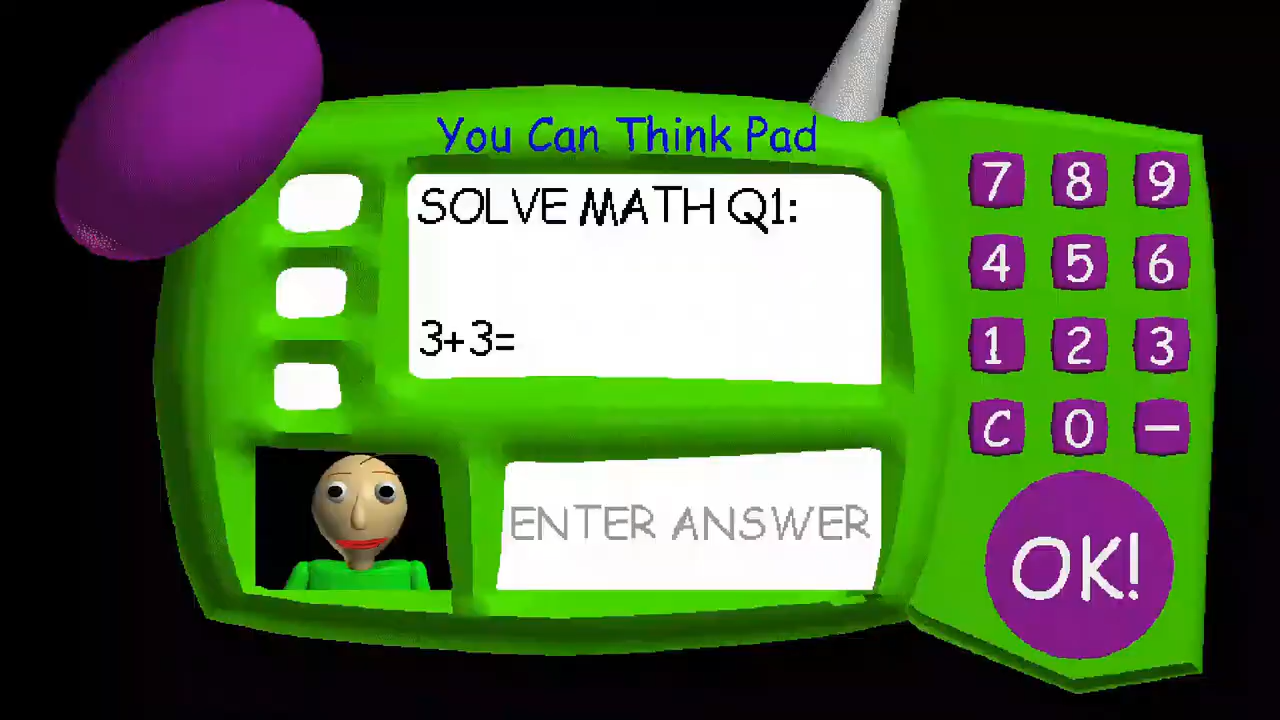 You Can Think Pad
SOLVE MATH Q1:
3+3=
7 8 9
4 5 6
1 2 3
C 0 —
ENTER ANSWER
OK!